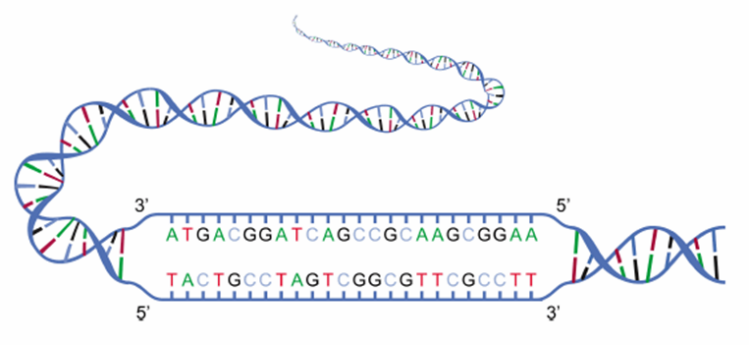 3' 5'
ATGACGGATCAGCCGCAAGCGGAA
TACTGCCTAGTCGGCGTTCGCCTT
5' 3'